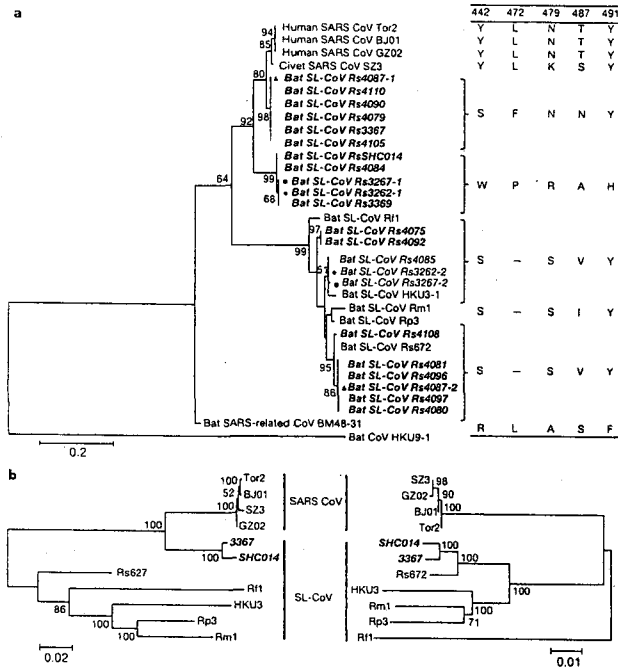 a
442 472 479 487 491
94 Human SARS CoV Tor2 Y L N T Y
Human SARS CoV BJ01 Y L N T Y
85 Human SARS CoV GZ02 Y L N T Y
Civet SARS CoV SZ3 Y L K S Y
80 Bat SL-CoV Rs4087-1
Bat SL-CoV Rs4110
Bat SL-CoV Rs4090
98 Bat SL-CoV Rs4079 S F N N Y
92 Bat SL-CoV Rs3367
Bat SL-CoV Rs4105
Bat SL-CoV RsSHC014
Bat SL-CoV Rs4084
64 99 Bat SL-CoV Rs3267-1 W P R A H
Bat SL-CoV Rs3262-1
68 Bat SL-CoV Rs3369
Bat SL-CoV Rf1
97 Bat SL-CoV Rs4075
99 Bat SL-CoV Rs4092
Bat SL-CoV Rs4085 S – S V Y
Bat SL-CoV Rs3262-2
Bat SL-CoV Rs3267-2
Bat SL-CoV HKU3-1
Bat SL-CoV Rm1 S – S I Y
Bat SL-CoV Rp3
Bat SL-CoV Rs4108
Bat SL-CoV Rs672
95 Bat SL-CoV Rs4081 S – S V Y
Bat SL-CoV Rs4096
86 Bat SL-CoV Rs4087-2
Bat SL-CoV Rs4097
Bat SL-CoV Rs4080
Bat SARS-related CoV BM48-31 R L A S F
Bat CoV HKU9-1
0.2
b
100 Tor2
52 BJ01
100 SZ3
GZ02
100
3367
100 SHC014
Rs627
Rf1
86 HKU3
100 Rp3
100 Rm1
0.02
SARS CoV
SL-CoV
SZ3 98
GZ02 90
BJ01 100
Tor2
SHC014 100
3367 100
Rs672
100
HKU3
Rm1 100
Rp3 71
Rf1
0.01